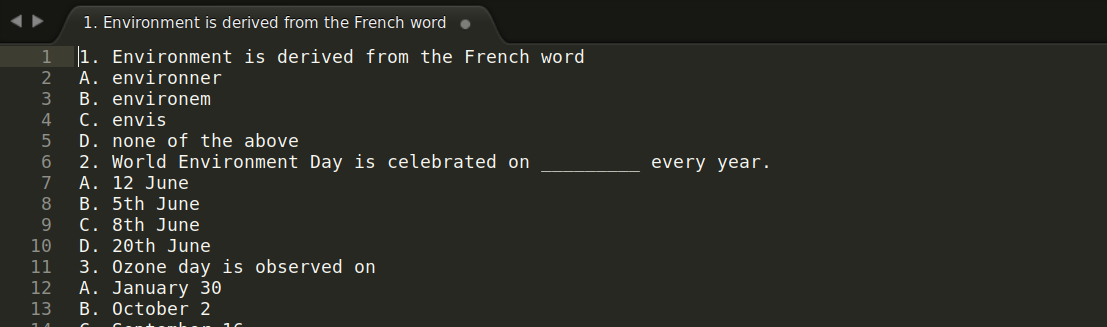 1. Environment is derived from the French word
1 1. Environment is derived from the French word
2 A. environner
3 B. environem
4 C. envis
5 D. none of the above
6 2. World Environment Day is celebrated on _________ every year.
7 A. 12 June
8 B. 5th June
9 C. 8th June
10 D. 20th June
11 3. Ozone day is observed on
12 A. January 30
13 B. October 2
14 C. September 16